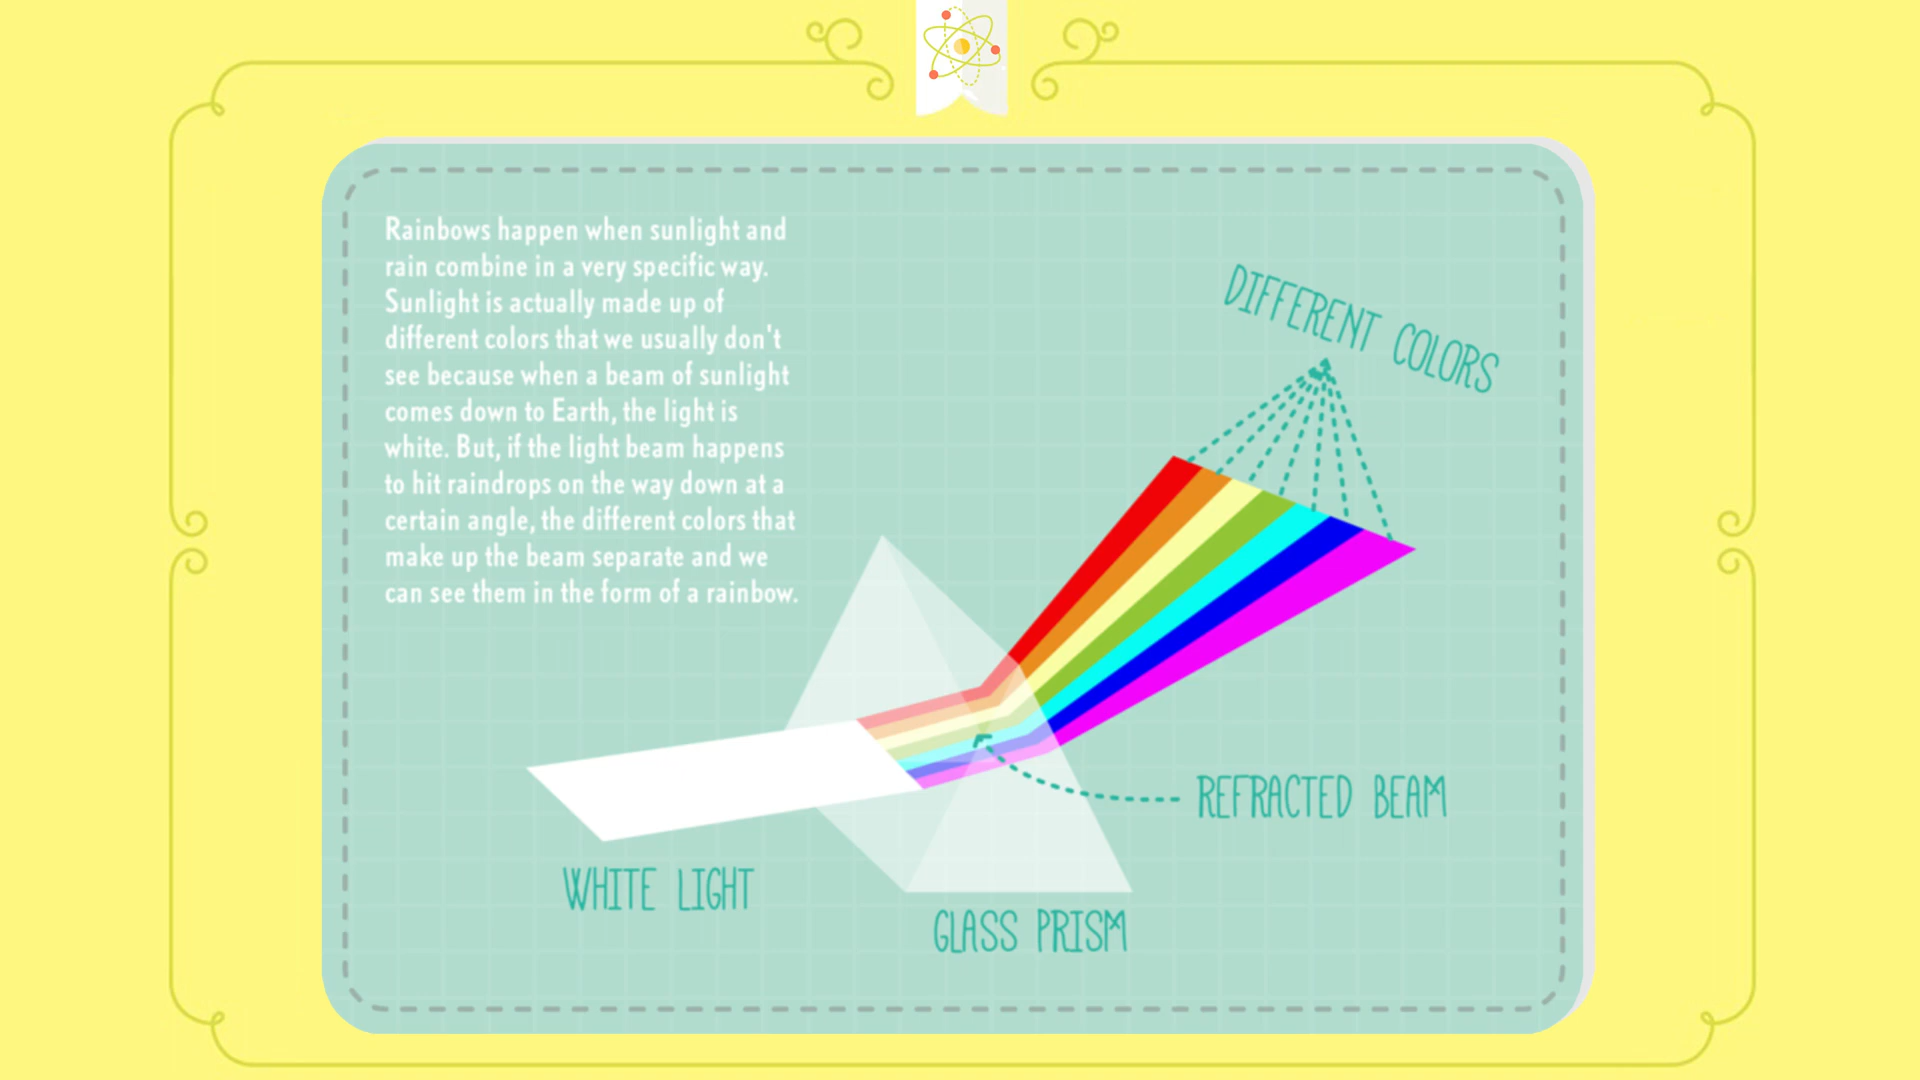 Rainbows happen when sunlight and
rain combine in a very specific way.
Sunlight is actually made up of
different colors that we usually don't
see because when a beam of sunlight
comes down to Earth, the light is
white. But, if the light beam happens
to hit raindrops on the way down at a
certain angle, the different colors that
make up the beam separate and we
can see them in the form of a rainbow.
DIFFERENT COLORS
REFRACTED BEAM
WHITE LIGHT
GLASS PRISM